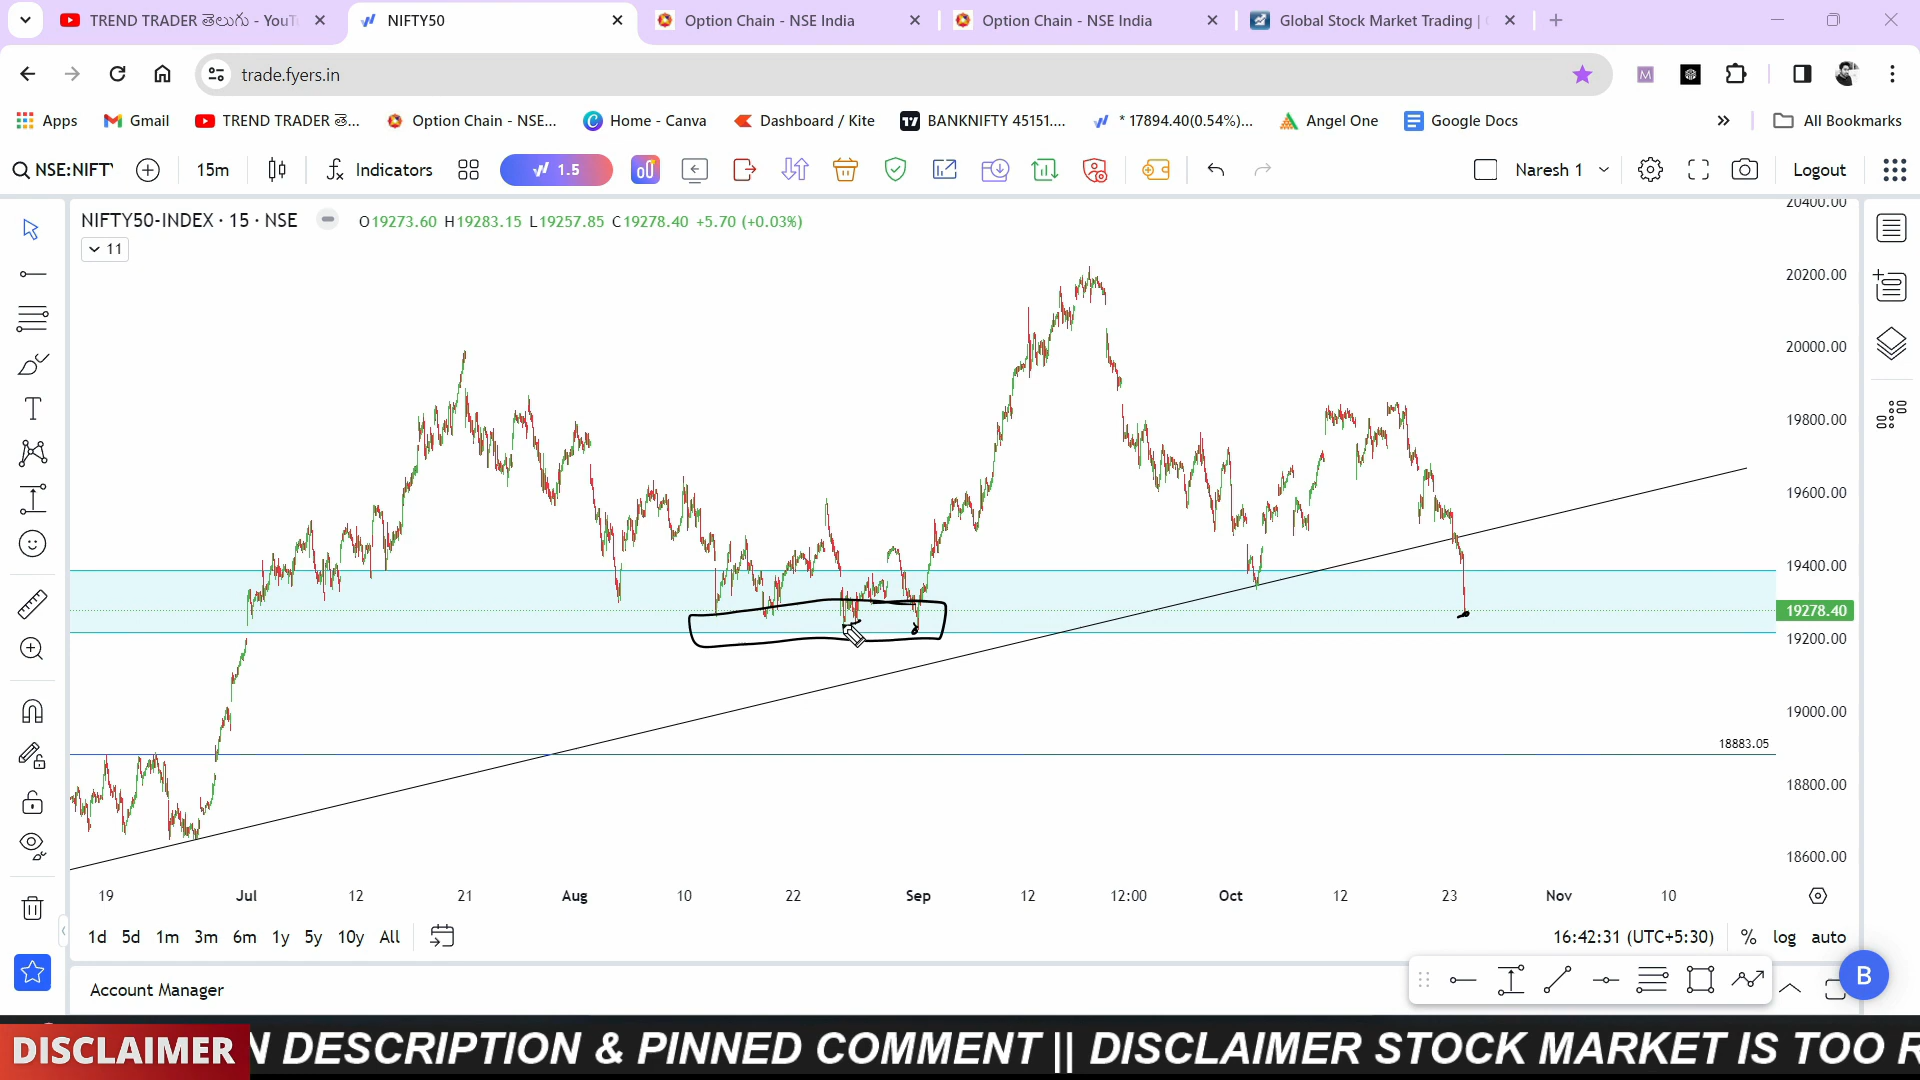 TREND TRADER తెలుగు - YouT
NIFTY50
Option Chain - NSE India
Option Chain - NSE India
Global Stock Market Trading |
trade.fyers.in
Apps
Gmail
TREND TRADER తె...
Option Chain - NSE...
Home - Canva
Dashboard / Kite
BANKNIFTY 45151....
* 17894.40(0.54%)...
Angel One
Google Docs
All Bookmarks
NSE:NIFT
15m
Indicators
1.5
Naresh 1
Logout
NIFTY50-INDEX · 15 · NSE
O19273.60 H19283.15 L19257.85 C19278.40 +5.70 (+0.03%)
11
20400.00
20200.00
20000.00
19800.00
19600.00
19400.00
19278.40
19200.00
19000.00
18883.05
18800.00
18600.00
19 Jul 12 21 Aug 10 22 Sep 12 12:00 Oct 12 23 Nov 10
1d 5d 1m 3m 6m 1y 5y 10y All
16:42:31 (UTC+5:30) % log auto
Account Manager
B
DISCLAIMER
N DESCRIPTION & PINNED COMMENT || DISCLAIMER STOCK MARKET IS TOO R